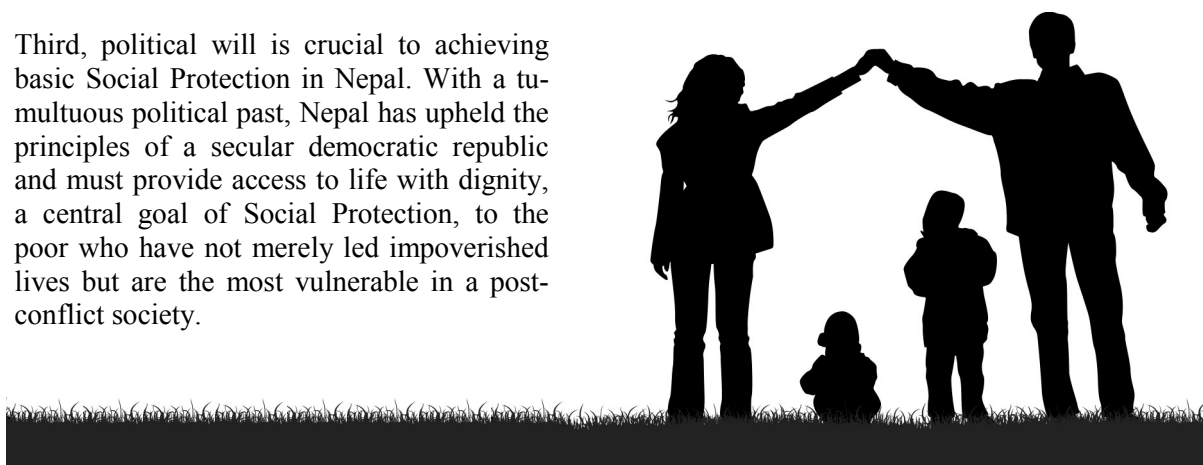 Third, political will is crucial to achieving
basic Social Protection in Nepal. With a tu-
multuous political past, Nepal has upheld the
principles of a secular democratic republic
and must provide access to life with dignity,
a central goal of Social Protection, to the
poor who have not merely led impoverished
lives but are the most vulnerable in a post-
conflict society.